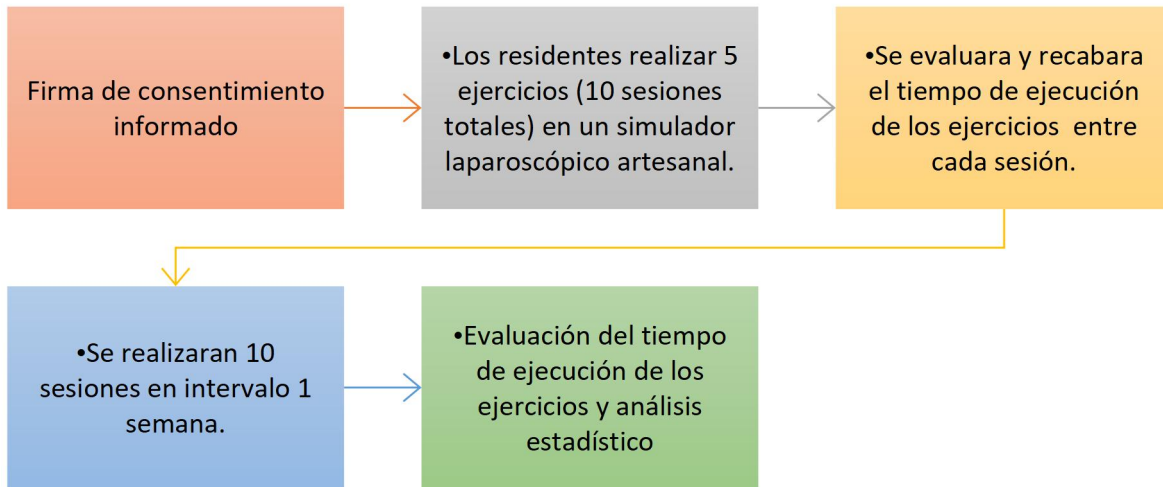 Firma de consentimiento
informado
•Los residentes realizar 5
ejercicios (10 sesiones
totales) en un simulador
laparoscópico artesanal.
•Se evaluara y recabara
el tiempo de ejecución
de los ejercicios entre
cada sesión.
•Se realizaran 10
sesiones en intervalo 1
semana.
•Evaluación del tiempo
de ejecución de los
ejercicios y análisis
estadístico